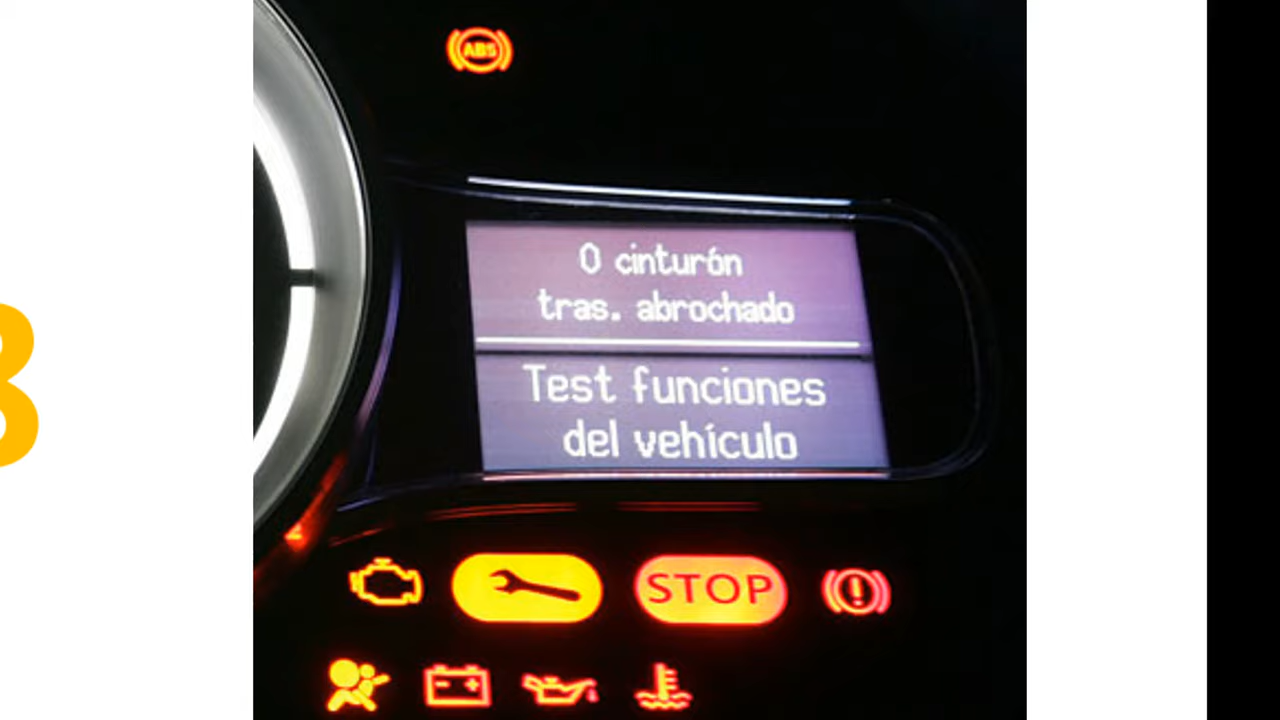 ABS
0 cinturón
tras. abrochado
Test funciones
del vehículo
STOP